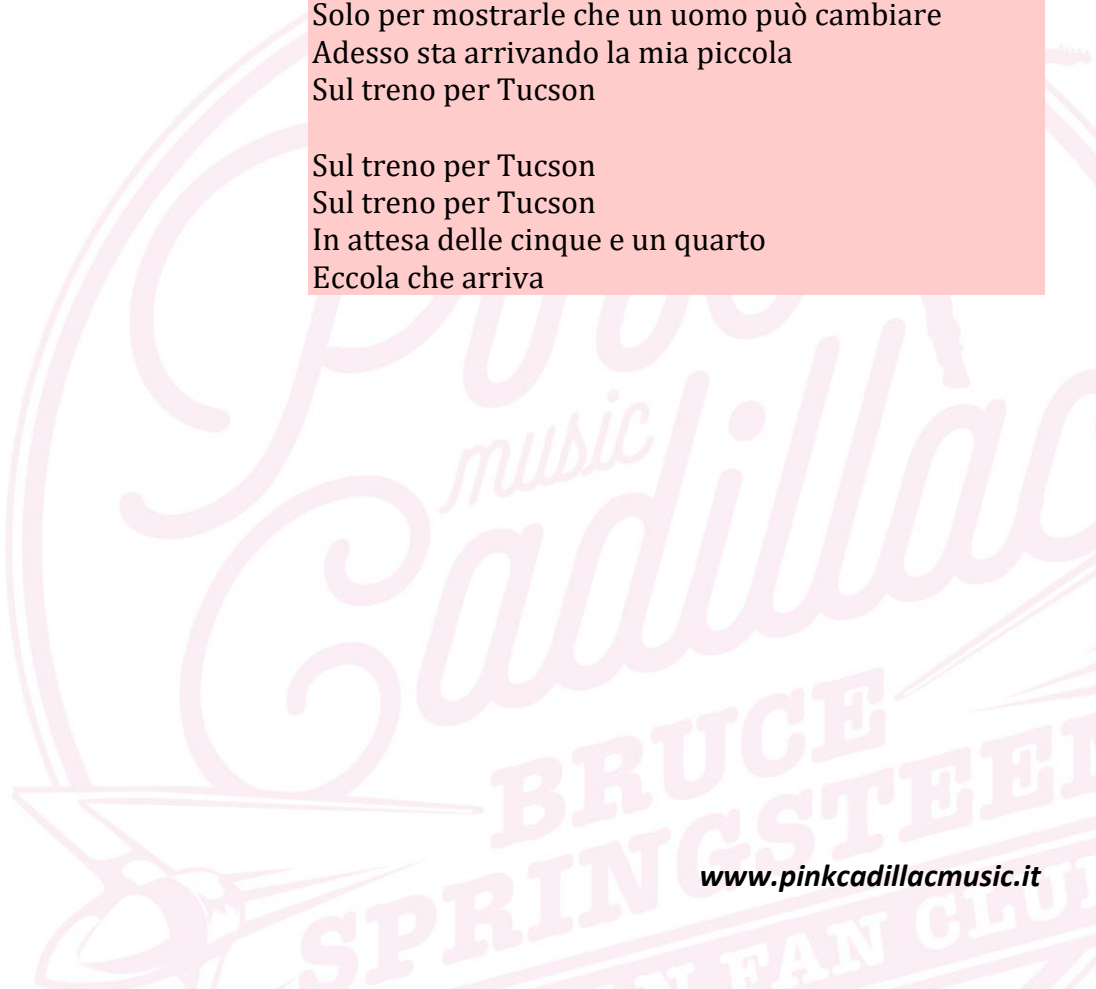 Solo per mostrarle che un uomo può cambiare
Adesso sta arrivando la mia piccola
Sul treno per Tucson
Sul treno per Tucson
Sul treno per Tucson
In attesa delle cinque e un quarto
Eccola che arriva
music
Cadillac
BRUCE
SPRINGSTEEN
www.pinkcadillacmusic.it
FAN CLUB